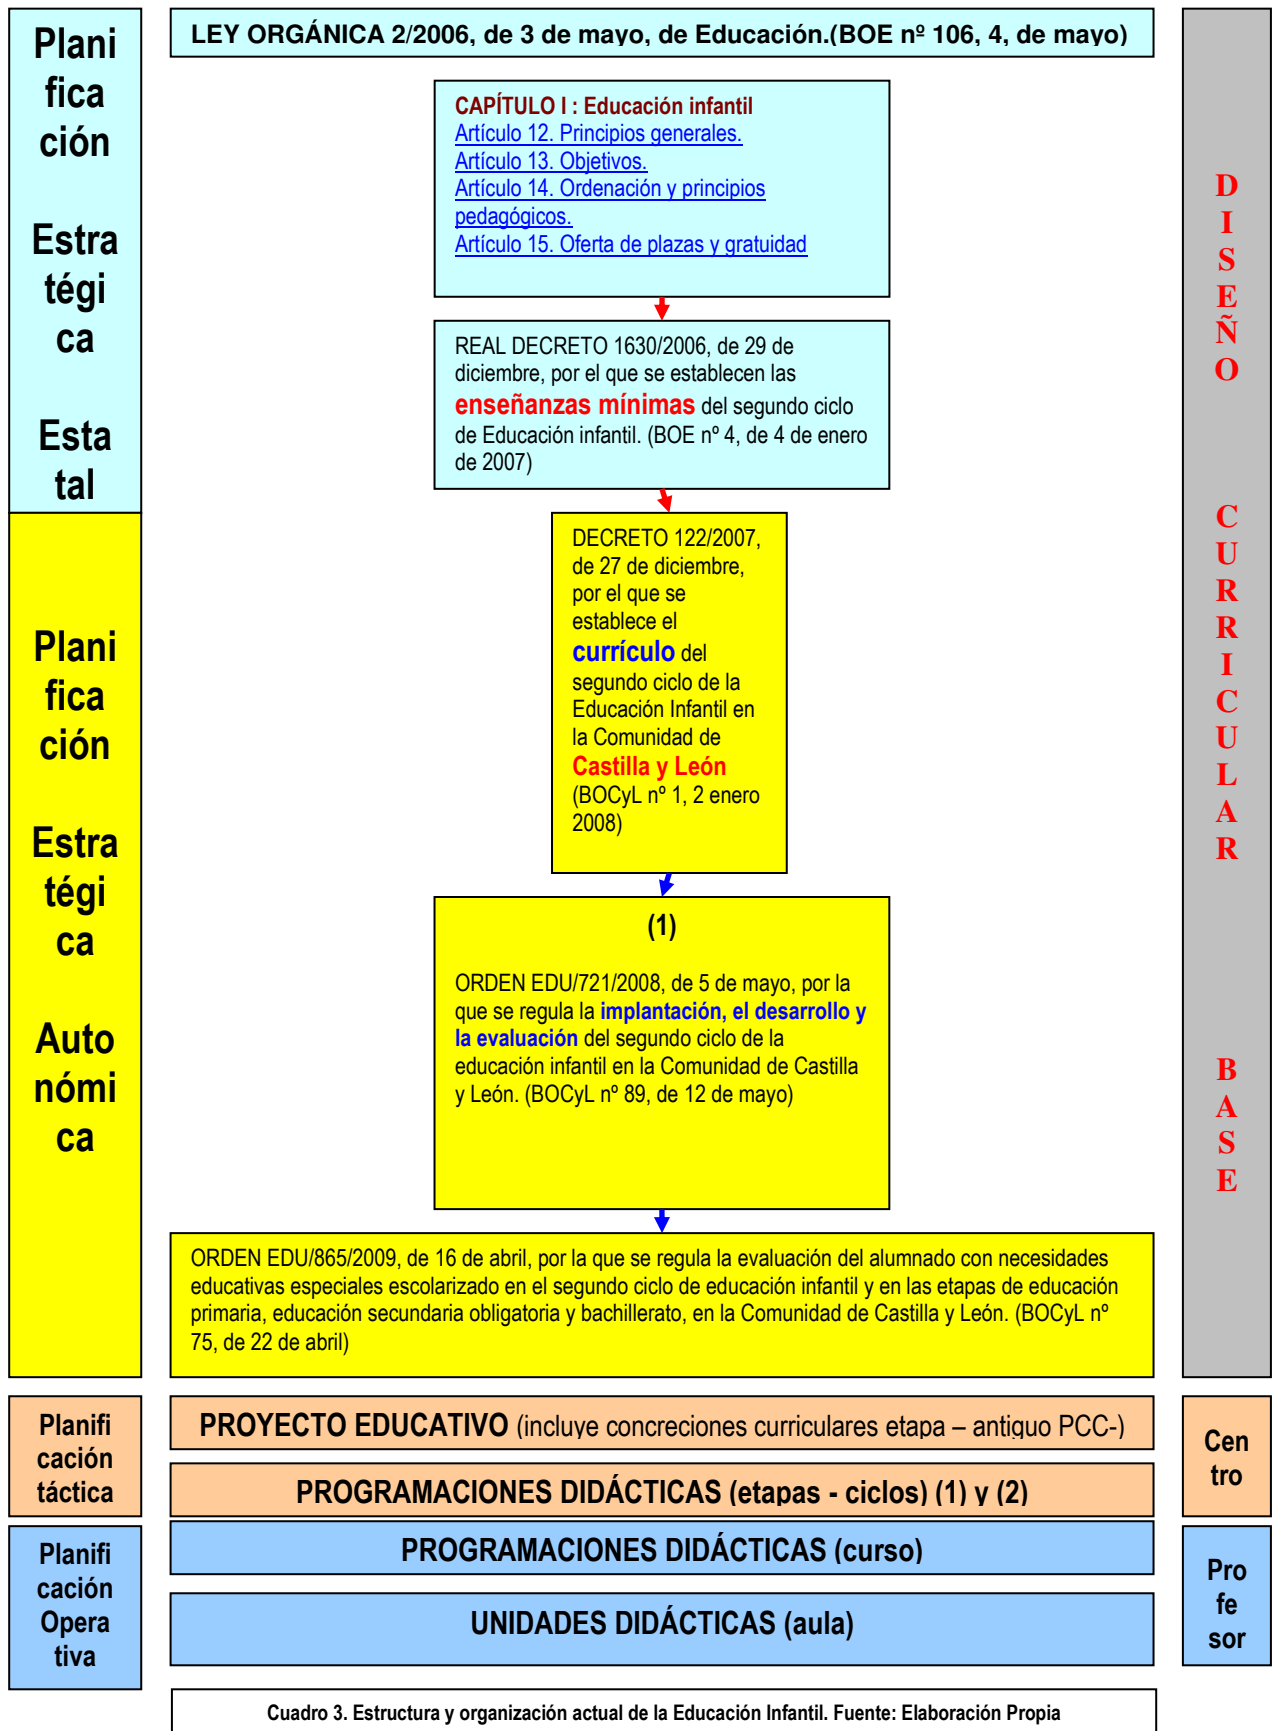 Plani
fica
ción
Estra
tégi
ca
Esta
tal
LEY ORGÁNICA 2/2006, de 3 de mayo, de Educación.(BOE nº 106, 4, de mayo)
CAPÍTULO I : Educación infantil
Artículo 12. Principios generales.
Artículo 13. Objetivos.
Artículo 14. Ordenación y principios
pedagógicos.
Artículo 15. Oferta de plazas y gratuidad
REAL DECRETO 1630/2006, de 29 de
diciembre, por el que se establecen las
enseñanzas mínimas del segundo ciclo
de Educación infantil. (BOE nº 4, de 4 de enero
de 2007)
Plani
fica
ción
Estra
tégi
ca
Auto
nómi
ca
DECRETO 122/2007,
de 27 de diciembre,
por el que se
establece el
currículo del
segundo ciclo de la
Educación Infantil en
la Comunidad de
Castilla y León
(BOCyL nº 1, 2 enero
2008)
(1)
ORDEN EDU/721/2008, de 5 de mayo, por la
que se regula la implantación, el desarrollo y
la evaluación del segundo ciclo de la
educación infantil en la Comunidad de Castilla
y León. (BOCyL nº 89, de 12 de mayo)
ORDEN EDU/865/2009, de 16 de abril, por la que se regula la evaluación del alumnado con necesidades
educativas especiales escolarizado en el segundo ciclo de educación infantil y en las etapas de educación
primaria, educación secundaria obligatoria y bachillerato, en la Comunidad de Castilla y León. (BOCyL nº
75, de 22 de abril)
D
I
S
E
Ñ
O
C
U
R
R
I
C
U
L
A
R
B
A
S
E
Planifi
cación
táctica
PROYECTO EDUCATIVO (incluye concreciones curriculares etapa – antiguo PCC-)
PROGRAMACIONES DIDÁCTICAS (etapas - ciclos) (1) y (2)
Cen
tro
Planifi
cación
Opera
tiva
PROGRAMACIONES DIDÁCTICAS (curso)
UNIDADES DIDÁCTICAS (aula)
Pro
fe
sor
Cuadro 3. Estructura y organización actual de la Educación Infantil. Fuente: Elaboración Propia